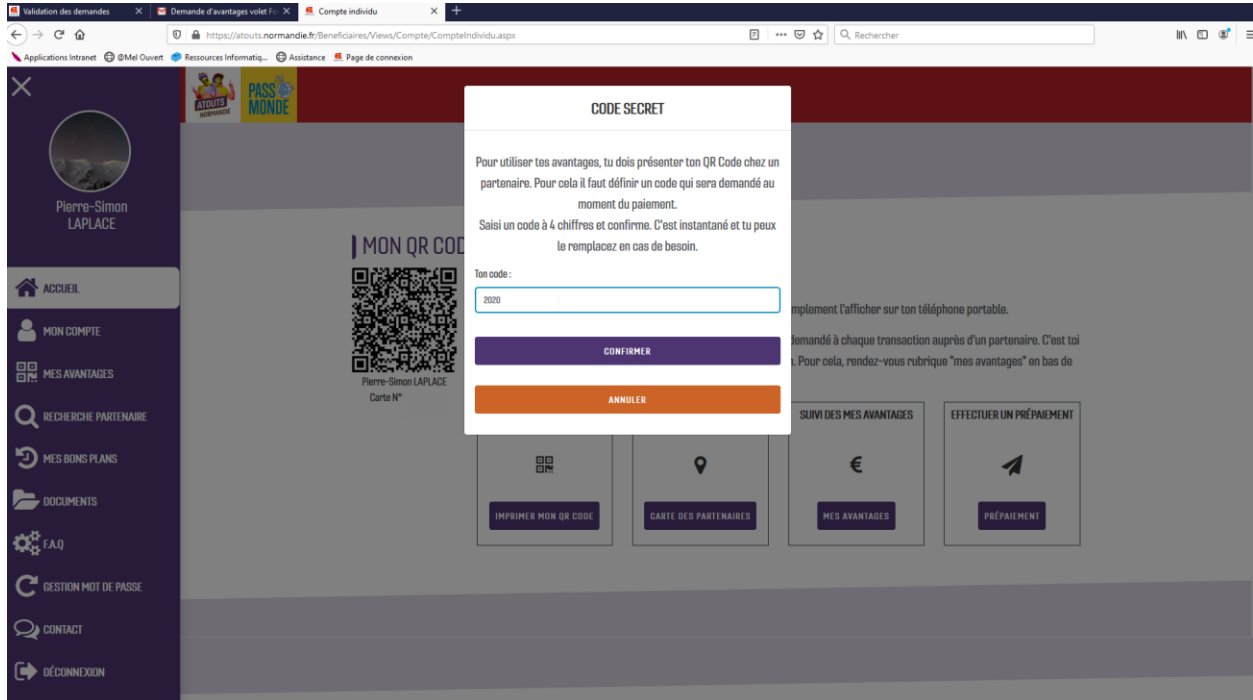 Validation des demandes
Demande d'avantages volet Fo
Compte individu
https://atouts.normandie.fr/Beneficiaires/Views/Compte/CompteIndividu.aspx
Rechercher
Applications Intranet @Mel Ouvert Ressources Informatiq... Assistance Page de connexion
ATOUTS
NORMANDIE
PASS
MONDE
Pierre-Simon
LAPLACE
ACCUEIL
MON COMPTE
MES AVANTAGES
RECHERCHE PARTENAIRE
MES BONS PLANS
DOCUMENTS
F.A.Q
GESTION MOT DE PASSE
CONTACT
DÉCONNEXION
MON QR COD
Pierre-Simon LAPLACE
Carte N°
CODE SECRET
Pour utiliser tes avantages, tu dois présenter ton QR Code chez un
partenaire. Pour cela il faut définir un code qui sera demandé au
moment du paiement.
Saisi un code à 4 chiffres et confirme. C'est instantané et tu peux
le remplacez en cas de besoin.
Ton code :
2020
CONFIRMER
ANNULER
mplement l'afficher sur ton téléphone portable.
demandé à chaque transaction auprès d'un partenaire. C'est toi
. Pour cela, rendez-vous rubrique "mes avantages" en bas de
IMPRIMER MON QR CODE
CARTE DES PARTENAIRES
SUIVI DES MES AVANTAGES
€
MES AVANTAGES
EFFECTUER UN PRÉPAIEMENT
PRÉPAIEMENT